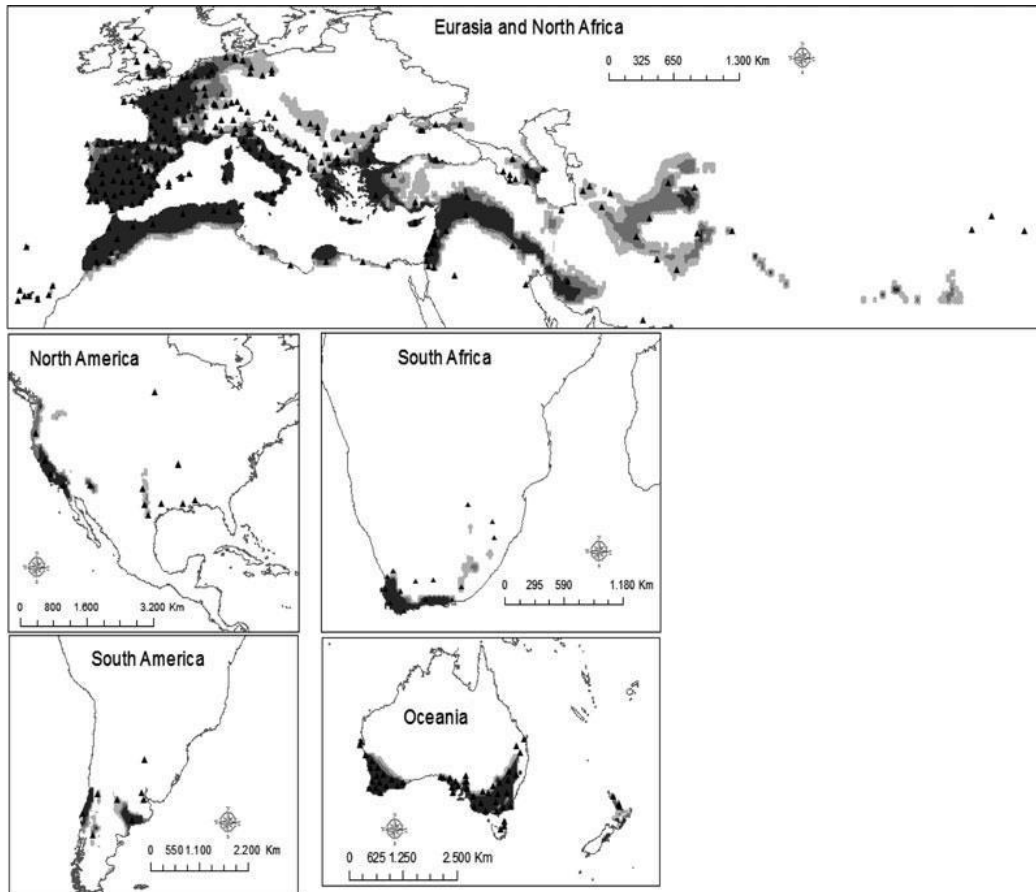 Eurasia and North Africa
0 325 650 1.300 Km
North America
0 800 1.600 3.200 Km
South Africa
0 295 590 1.180 Km
South America
0 550 1.100 2.200 Km
Oceania
0 625 1.250 2.500 Km